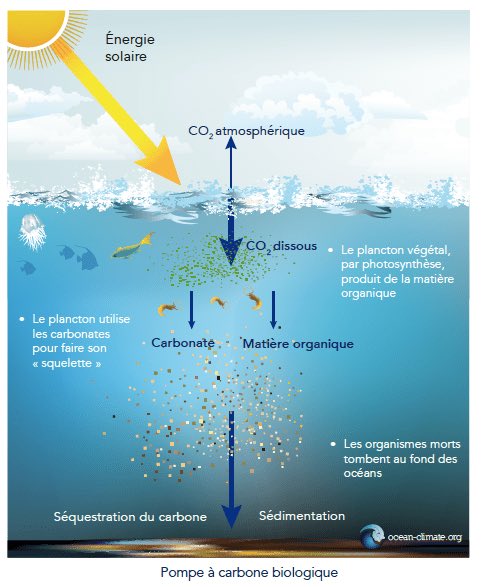 Énergie
solaire
CO₂ atmosphérique
CO₂ dissous
• Le plancton végétal,
par photosynthèse,
produit de la matière
organique
• Le plancton utilise
les carbonates
pour faire son
« squelette »
Carbonate
Matière organique
• Les organismes morts
tombent au fond des
océans
Séquestration du carbone
Sédimentation
ocean-climate.org
Pompe à carbone biologique